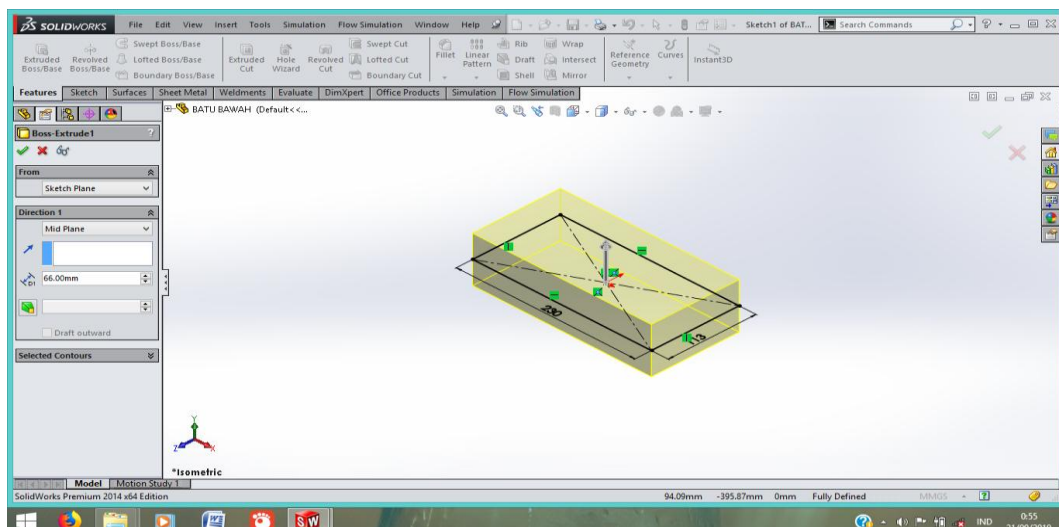 SOLIDWORKS File Edit View Insert Tools Simulation Flow Simulation Window Help Sketch1 of BAT... Search Commands
Extruded Boss/Base
Revolved Boss/Base
Swept Boss/Base
Lofted Boss/Base
Boundary Boss/Base
Extruded Cut
Hole Wizard
Revolved Cut
Swept Cut
Lofted Cut
Boundary Cut
Fillet
Linear Pattern
Rib
Draft
Shell
Wrap
Intersect
Mirror
Reference Geometry
Curves
Instant3D
Features Sketch Surfaces Sheet Metal Weldments Evaluate DimXpert Office Products Simulation Flow Simulation
BATU BAWAH (Default<<...
Boss-Extrude1 ?
From
Sketch Plane
Direction 1
Mid Plane
D1 66.00mm
Draft outward
Selected Contours
Y
Z X
*Isometric
Model Motion Study 1
SolidWorks Premium 2014 x64 Edition 94.09mm -395.87mm 0mm Fully Defined MMGS
W SW IND 0:55